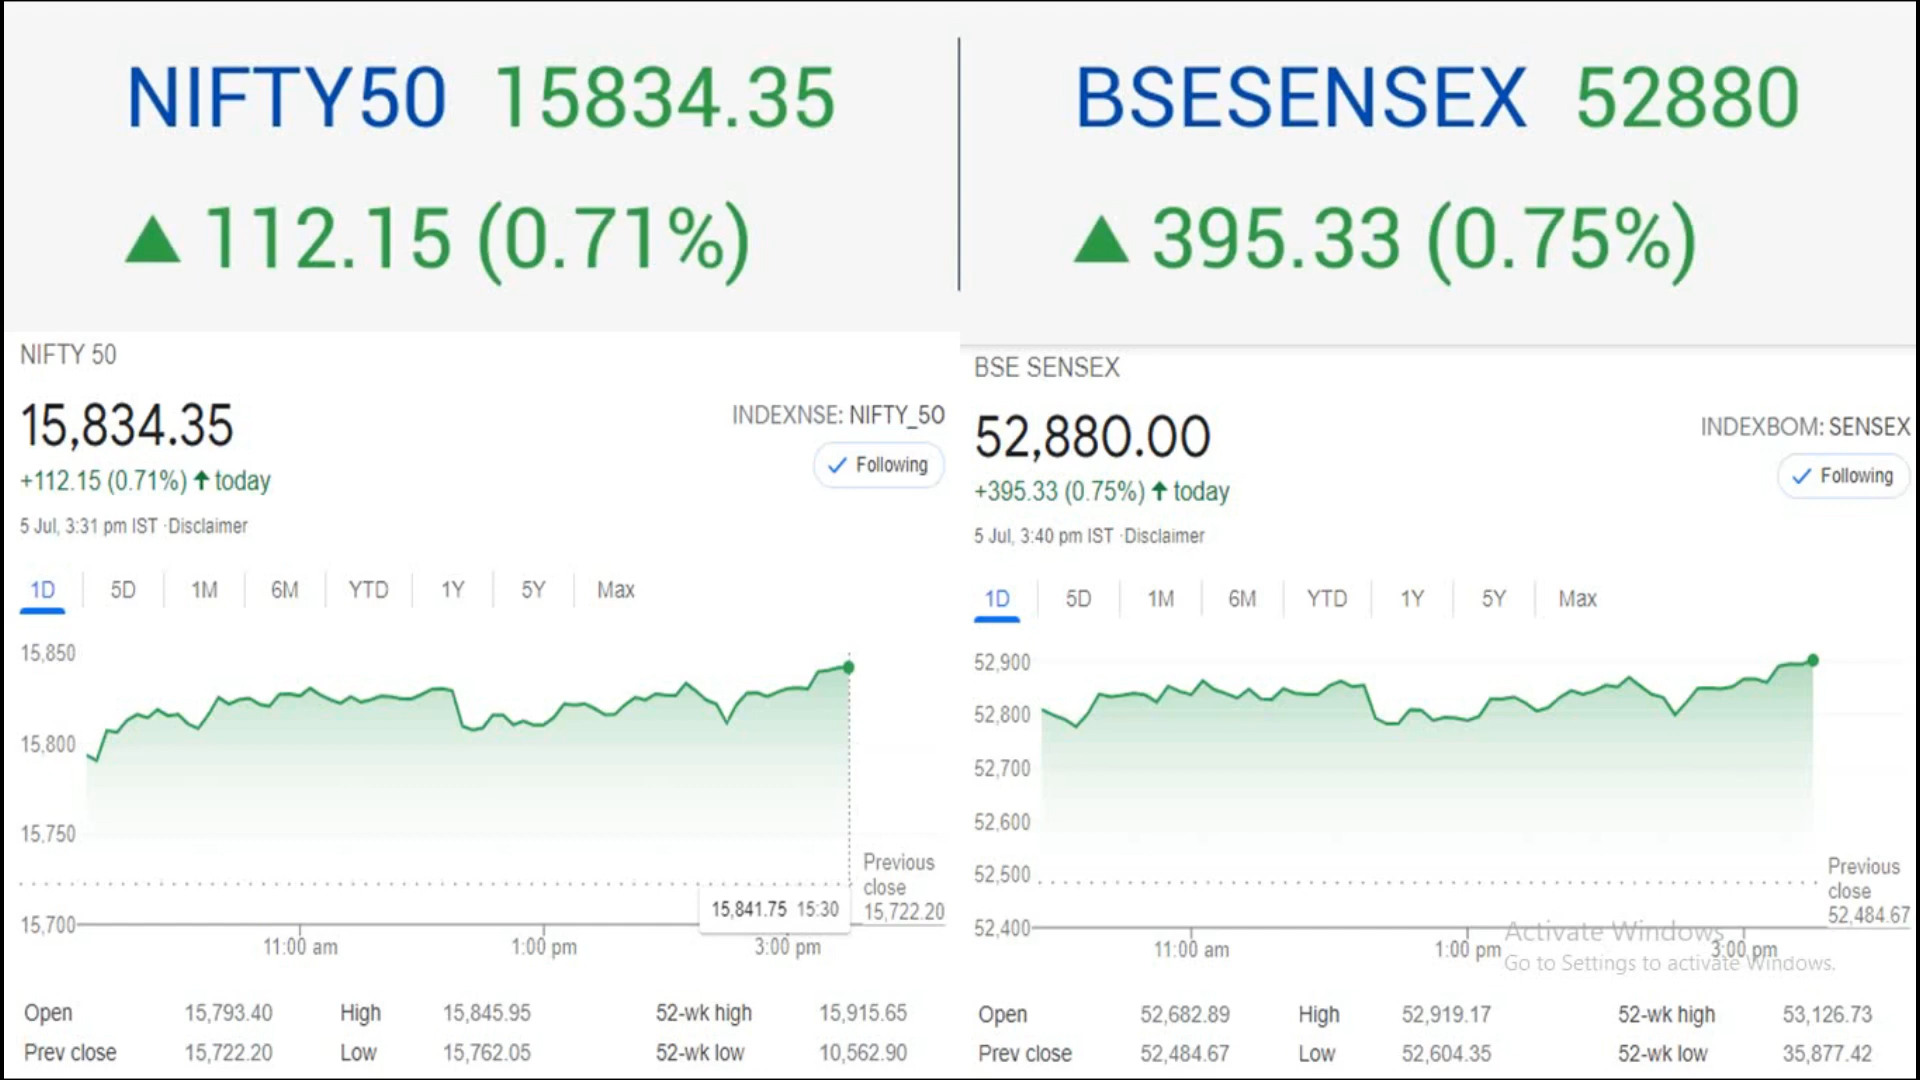 NIFTY50 15834.35
▲ 112.15 (0.71%)
BSESENSEX 52880
▲ 395.33 (0.75%)
NIFTY 50
15,834.35
INDEXNSE: NIFTY_50
Following
+112.15 (0.71%) ↑ today
5 Jul, 3:31 pm IST ·Disclaimer
1D 5D 1M 6M YTD 1Y 5Y Max
15,850
15,800
15,750
15,700
Previous
close
15,722.20
15,841.75 15:30
11:00 am 1:00 pm 3:00 pm
Open 15,793.40 High 15,845.95 52-wk high 15,915.65
Prev close 15,722.20 Low 15,762.05 52-wk low 10,562.90
BSE SENSEX
52,880.00
INDEXBOM: SENSEX
Following
+395.33 (0.75%) ↑ today
5 Jul, 3:40 pm IST ·Disclaimer
1D 5D 1M 6M YTD 1Y 5Y Max
52,900
52,800
52,700
52,600
52,500
52,400
Previous
close
52,484.67
11:00 am 1:00 pm 3:00 pm
Activate Windows
Go to Settings to activate Windows.
Open 52,682.89 High 52,919.17 52-wk high 53,126.73
Prev close 52,484.67 Low 52,604.35 52-wk low 35,877.42